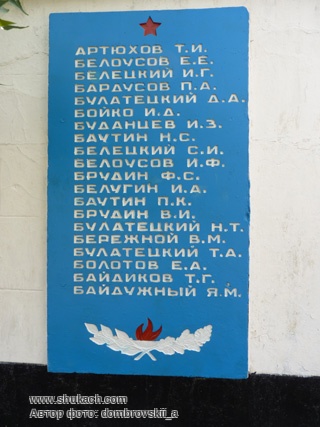 АРТЮХОВ Т.И.
БЕЛОУСОВ Е.Е.
БЕЛЕЦКИЙ И.Г.
БАРДУСОВ П.А.
БУЛАТЕЦКИЙ Д.А.
БОЙКО И.Д.
БУДАНЦЕВ И.З.
БАУТИН Н.С.
БЕЛЕЦКИЙ С.И.
БЕЛОУСОВ И.Ф.
БРУДИН Ф.С.
БЕЛУГИН И.А.
БАУТИН П.К.
БРУДИН В.И.
БУЛАТЕЦКИЙ Н.Т.
БЕРЕЖНОЙ В.М.
БУЛАТЕЦКИЙ Т.А.
БОЛОТОВ Е.А.
БАЙДИКОВ Т.Г.
БАЙДУЖНЫЙ Я.М.
www.shukach.com
Автор фото: dombrovskii_a